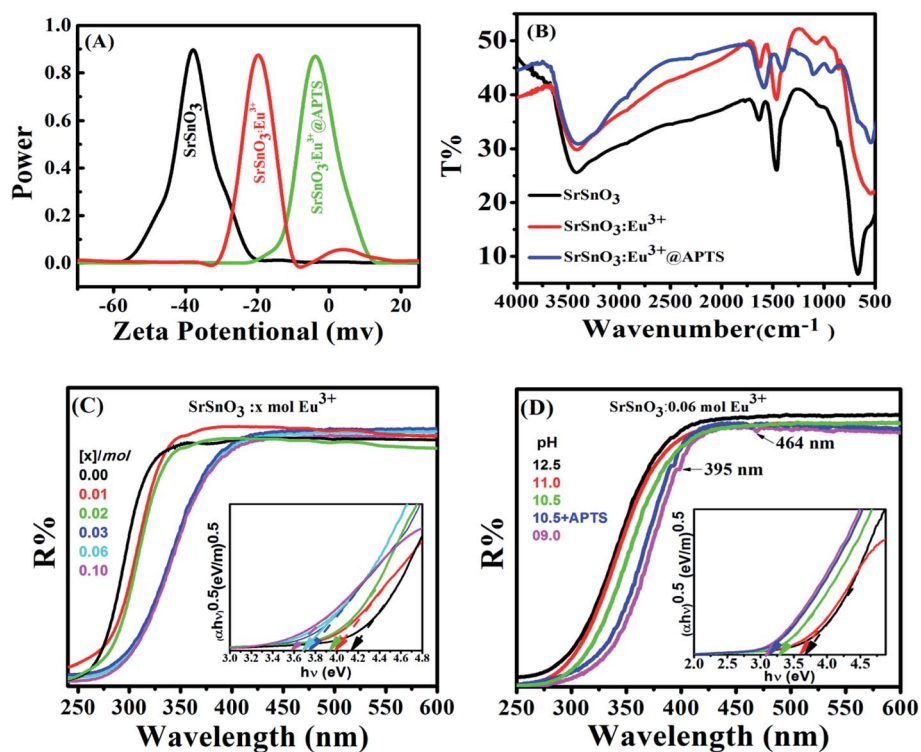 (A)
SrSnO3
SrSnO3:Eu3+
SrSnO3:Eu3+@APTS
Power
1.0
0.8
0.6
0.4
0.2
0.0
-60 -40 -20 0 20
Zeta Potentional (mv)
(B)
T%
50
40
30
20
10
SrSnO3
SrSnO3:Eu3+
SrSnO3:Eu3+@APTS
4000 3500 2000 1500 1000 500
Wavenumber(cm-1)
(C)
SrSnO3 :x mol Eu3+
[x]/mol
0.00
0.01
0.02
0.03
0.06
0.10
R%
(αhν)0.5(eV/m)0.5
3.0 3.2 3.4 3.6 3.8 4.0 4.2 4.4 4.6 4.8
hν (eV)
250 300 350 400 450 500 550 600
Wavelength (nm)
(D)
SrSnO3:0.06 mol Eu3+
464 nm
395 nm
pH
12.5
11.0
10.5
10.5+APTS
09.0
R%
(αhν)0.5 (eV/m)0.5
2.0 2.5 3.0 3.5 4.0 4.5
hν (eV)
250 300 350 400 450 500 550 600
Wavelength (nm)